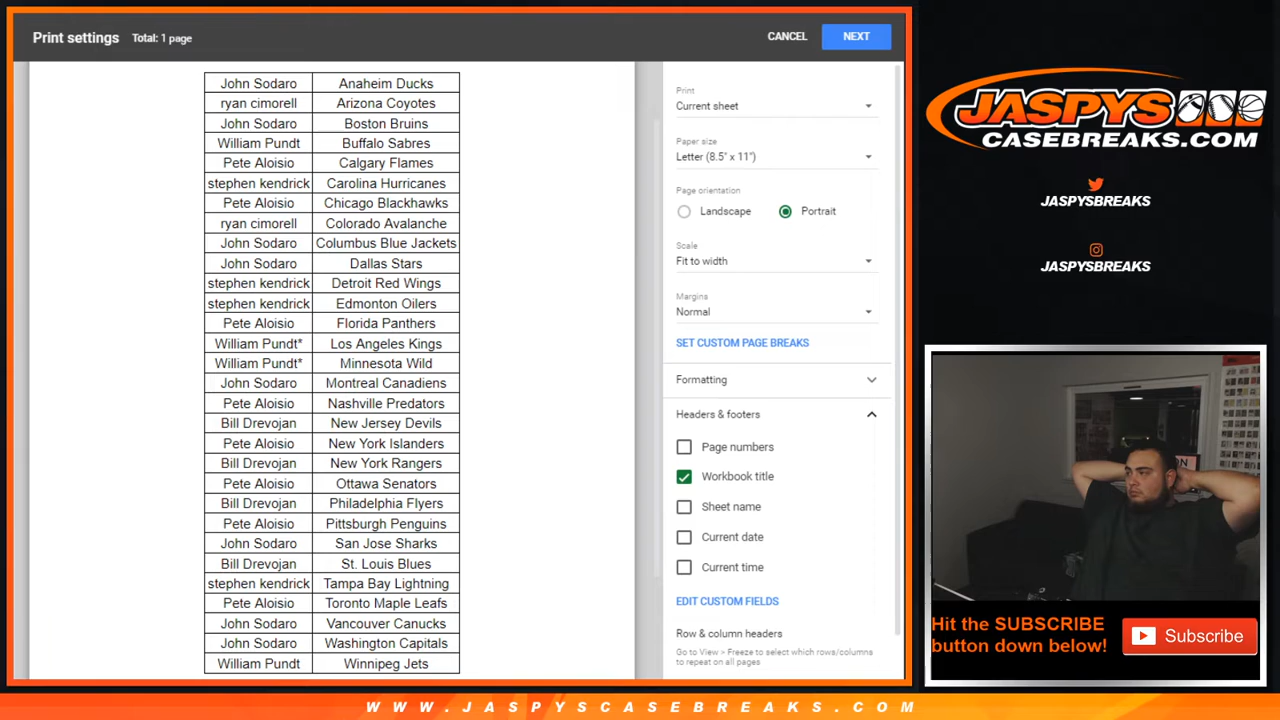 Print settings Total: 1 page CANCEL NEXT
John Sodaro Anaheim Ducks
ryan cimorell Arizona Coyotes
John Sodaro Boston Bruins
William Pundt Buffalo Sabres
Pete Aloisio Calgary Flames
stephen kendrick Carolina Hurricanes
Pete Aloisio Chicago Blackhawks
ryan cimorell Colorado Avalanche
John Sodaro Columbus Blue Jackets
John Sodaro Dallas Stars
stephen kendrick Detroit Red Wings
stephen kendrick Edmonton Oilers
Pete Aloisio Florida Panthers
William Pundt* Los Angeles Kings
William Pundt* Minnesota Wild
John Sodaro Montreal Canadiens
Pete Aloisio Nashville Predators
Bill Drevojan New Jersey Devils
Pete Aloisio New York Islanders
Bill Drevojan New York Rangers
Pete Aloisio Ottawa Senators
Bill Drevojan Philadelphia Flyers
Pete Aloisio Pittsburgh Penguins
John Sodaro San Jose Sharks
Bill Drevojan St. Louis Blues
stephen kendrick Tampa Bay Lightning
Pete Aloisio Toronto Maple Leafs
John Sodaro Vancouver Canucks
John Sodaro Washington Capitals
William Pundt Winnipeg Jets
Print
Current sheet
Paper size
Letter (8.5" x 11")
Page orientation
Landscape Portrait
Scale
Fit to width
Margins
Normal
SET CUSTOM PAGE BREAKS
Formatting
Headers & footers
Page numbers
Workbook title
Sheet name
Current date
Current time
EDIT CUSTOM FIELDS
Row & column headers
Go to View > Freeze to select which rows/columns
to repeat on all pages
JASPYS
CASEBREAKS.COM
JASPYSBREAKS
JASPYSBREAKS
Hit the SUBSCRIBE
button down below!
Subscribe
WWW.JASPYSCASEBREAKS.COM